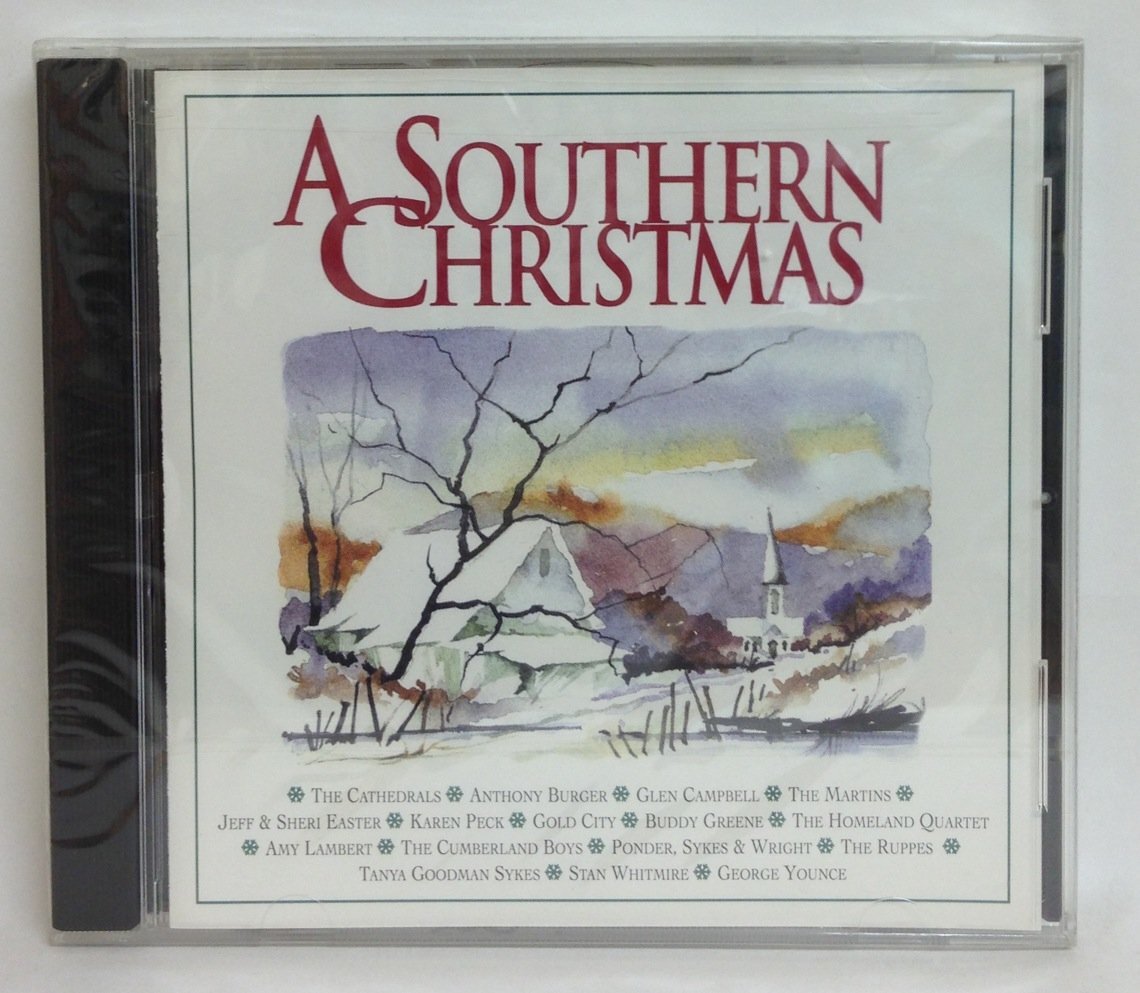 A SOUTHERN
CHRISTMAS
❄ THE CATHEDRALS ❄ ANTHONY BURGER ❄ GLEN CAMPBELL ❄ THE MARTINS ❄
JEFF & SHERI EASTER ❄ KAREN PECK ❄ GOLD CITY ❄ BUDDY GREENE ❄ THE HOMELAND QUARTET
❄ AMY LAMBERT ❄ THE CUMBERLAND BOYS ❄ PONDER, SYKES & WRIGHT ❄ THE RUPPES ❄
TANYA GOODMAN SYKES ❄ STAN WHITMIRE ❄ GEORGE YOUNCE